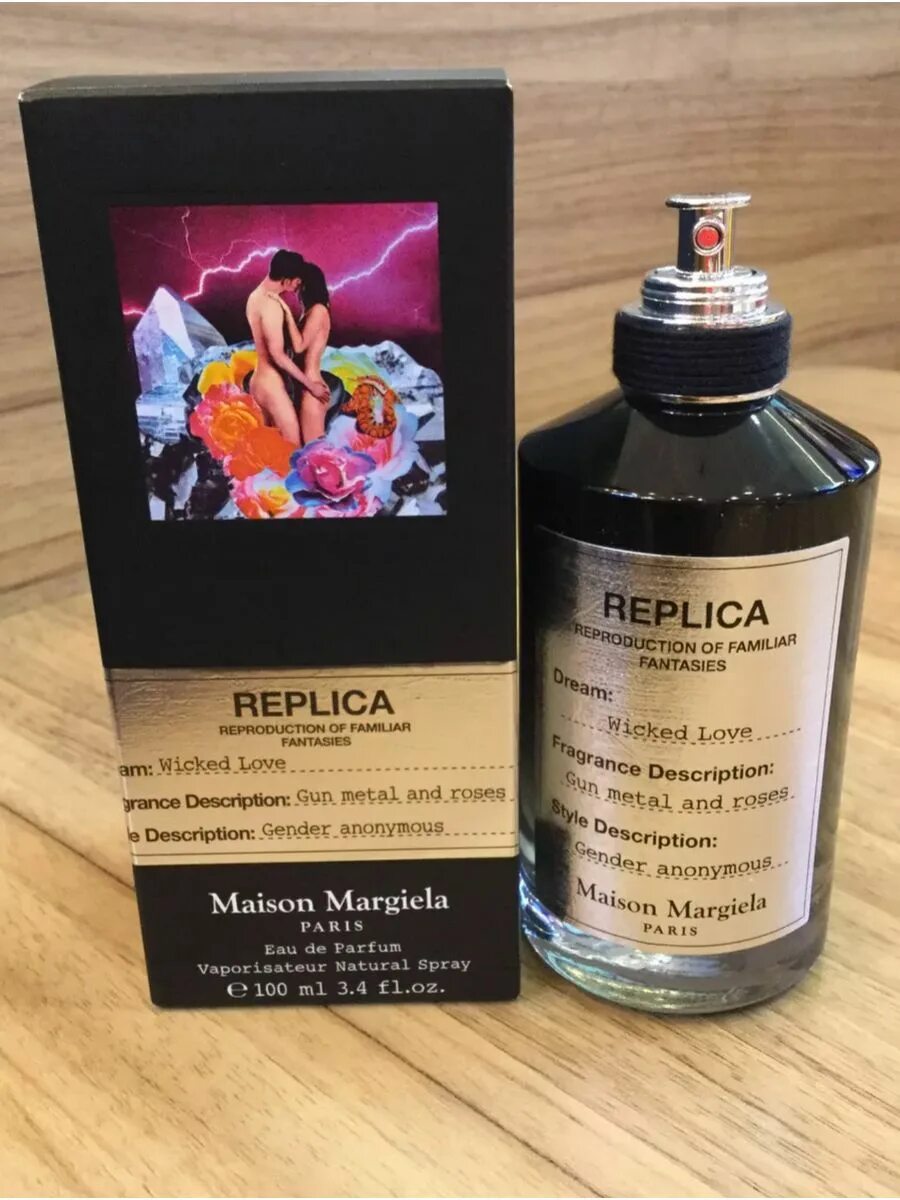 REPLICA
REPRODUCTION OF FAMILIAR
FANTASIES
am: Wicked Love
grance Description: Gun metal and roses
e Description: Gender anonymous
Maison Margiela
PARIS
Eau de Parfum
Vaporisateur Natural Spray
℮ 100 ml 3.4 fl.oz.
REPLICA
REPRODUCTION OF FAMILIAR
FANTASIES
Dream:
Wicked Love
Fragrance Description:
Gun metal and roses
Style Description:
Gender anonymous
Maison Margiela
PARIS